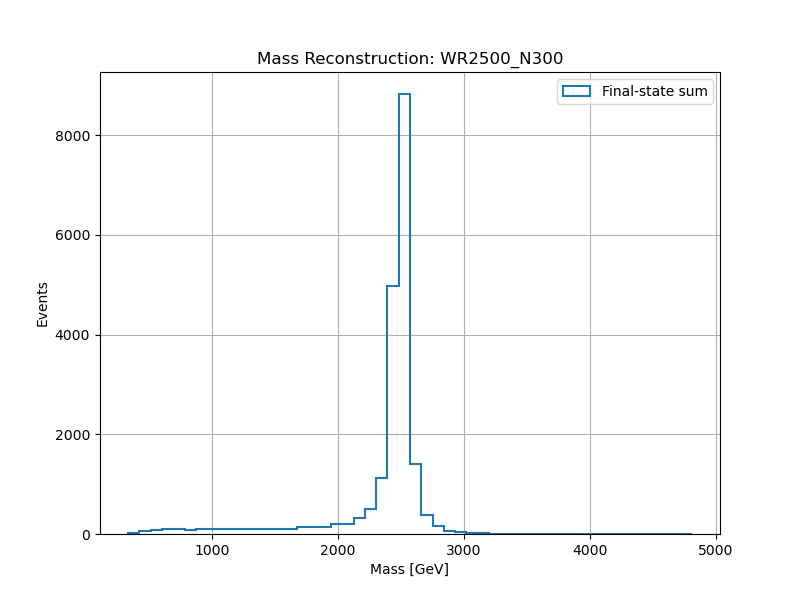 Mass Reconstruction: WR2500_N300
Final-state sum
8000
6000
4000
2000
0
Events
1000
2000
3000
4000
5000
Mass [GeV]